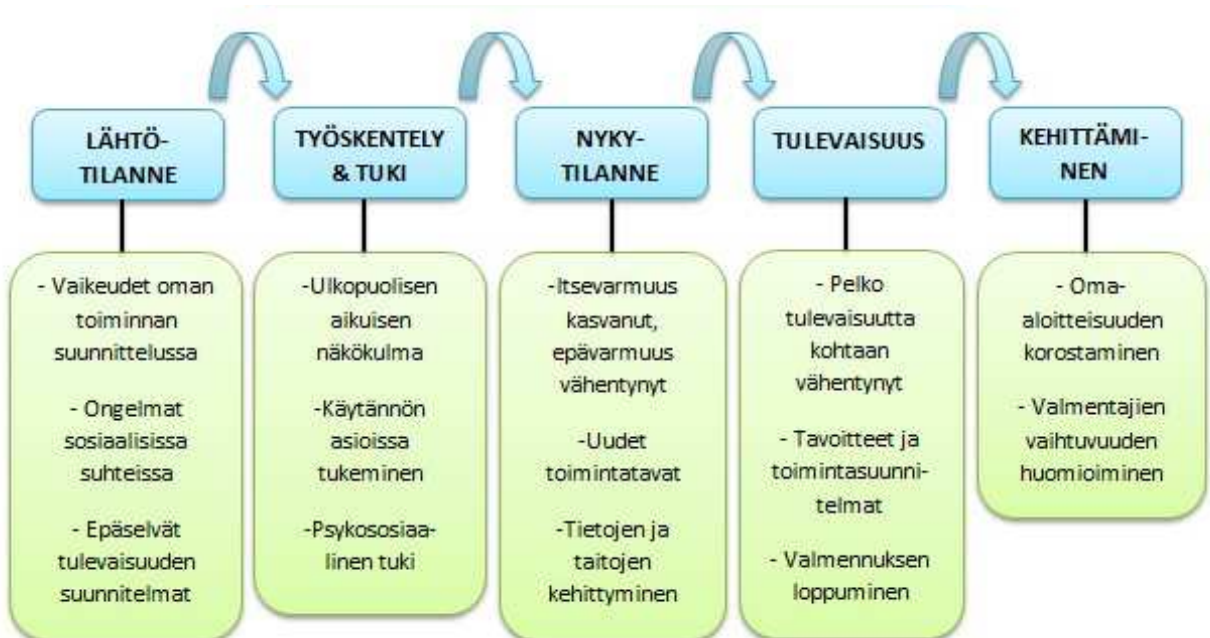 LÄHTÖ-
TILANNE
TYÖSKENTELY
& TUKI
NYKY-
TILANNE
TULEVAISUUS
KEHITTÄMI-
NEN
- Vaikeudet oman
toiminnan
suunnittelussa
- Ongelmat
sosiaalisissa
suhteissa
- Epäselvät
tulevaisuuden
suunnitelmat
-Ulkopuolisen
aikuisen
näkökulma
-Käytännön
asioissa
tukeminen
-Psykososiaa-
linen tuki
-Itsevarmuus
kasvanut,
epävarmuus
vähentynyt
-Uudet
toimintatavat
-Tietojen ja
taitojen
kehittyminen
- Pelko
tulevaisuutta
kohtaan
vähentynyt
- Tavoitteet ja
toimintasuunni-
telmat
- Valmennuksen
loppuminen
- Oma-
aloitteisuuden
korostaminen
- Valmentajien
vaihtuvuuden
huomioiminen